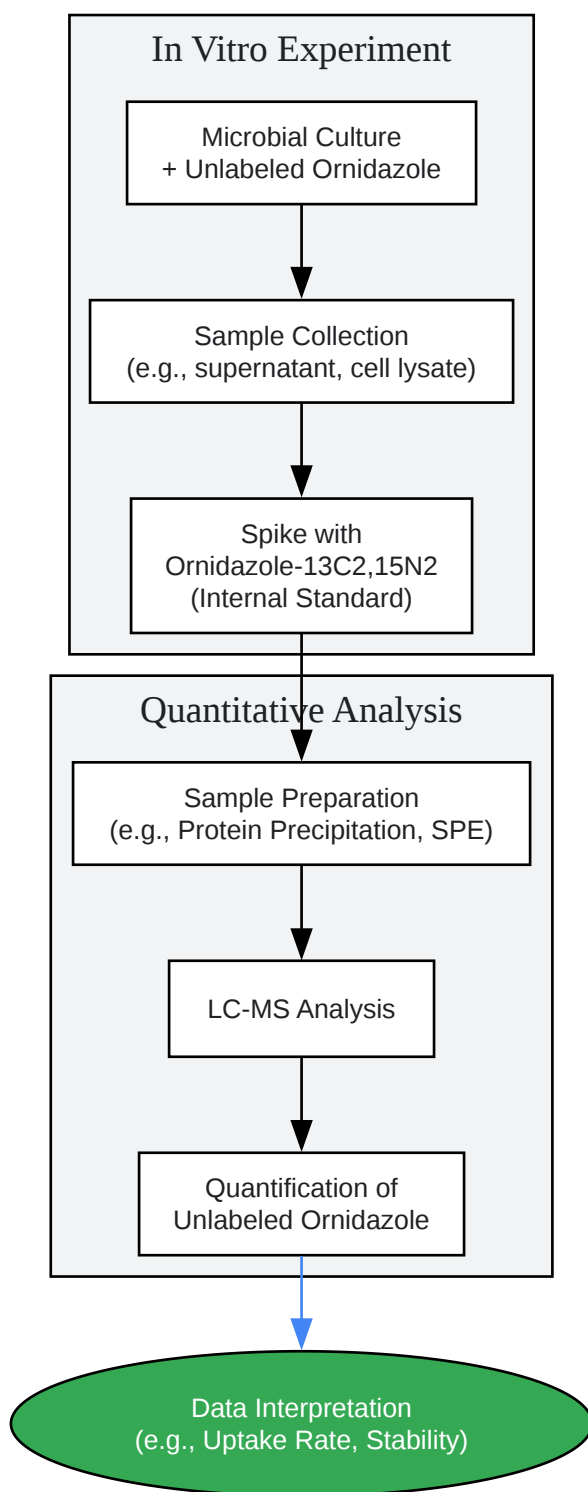 In Vitro Experiment
Microbial Culture
+ Unlabeled Ornidazole
Sample Collection
(e.g., supernatant, cell lysate)
Spike with
Ornidazole-13C2,15N2
(Internal Standard)
Quantitative Analysis
Sample Preparation
(e.g., Protein Precipitation, SPE)
LC-MS Analysis
Quantification of
Unlabeled Ornidazole
Data Interpretation
(e.g., Uptake Rate, Stability)